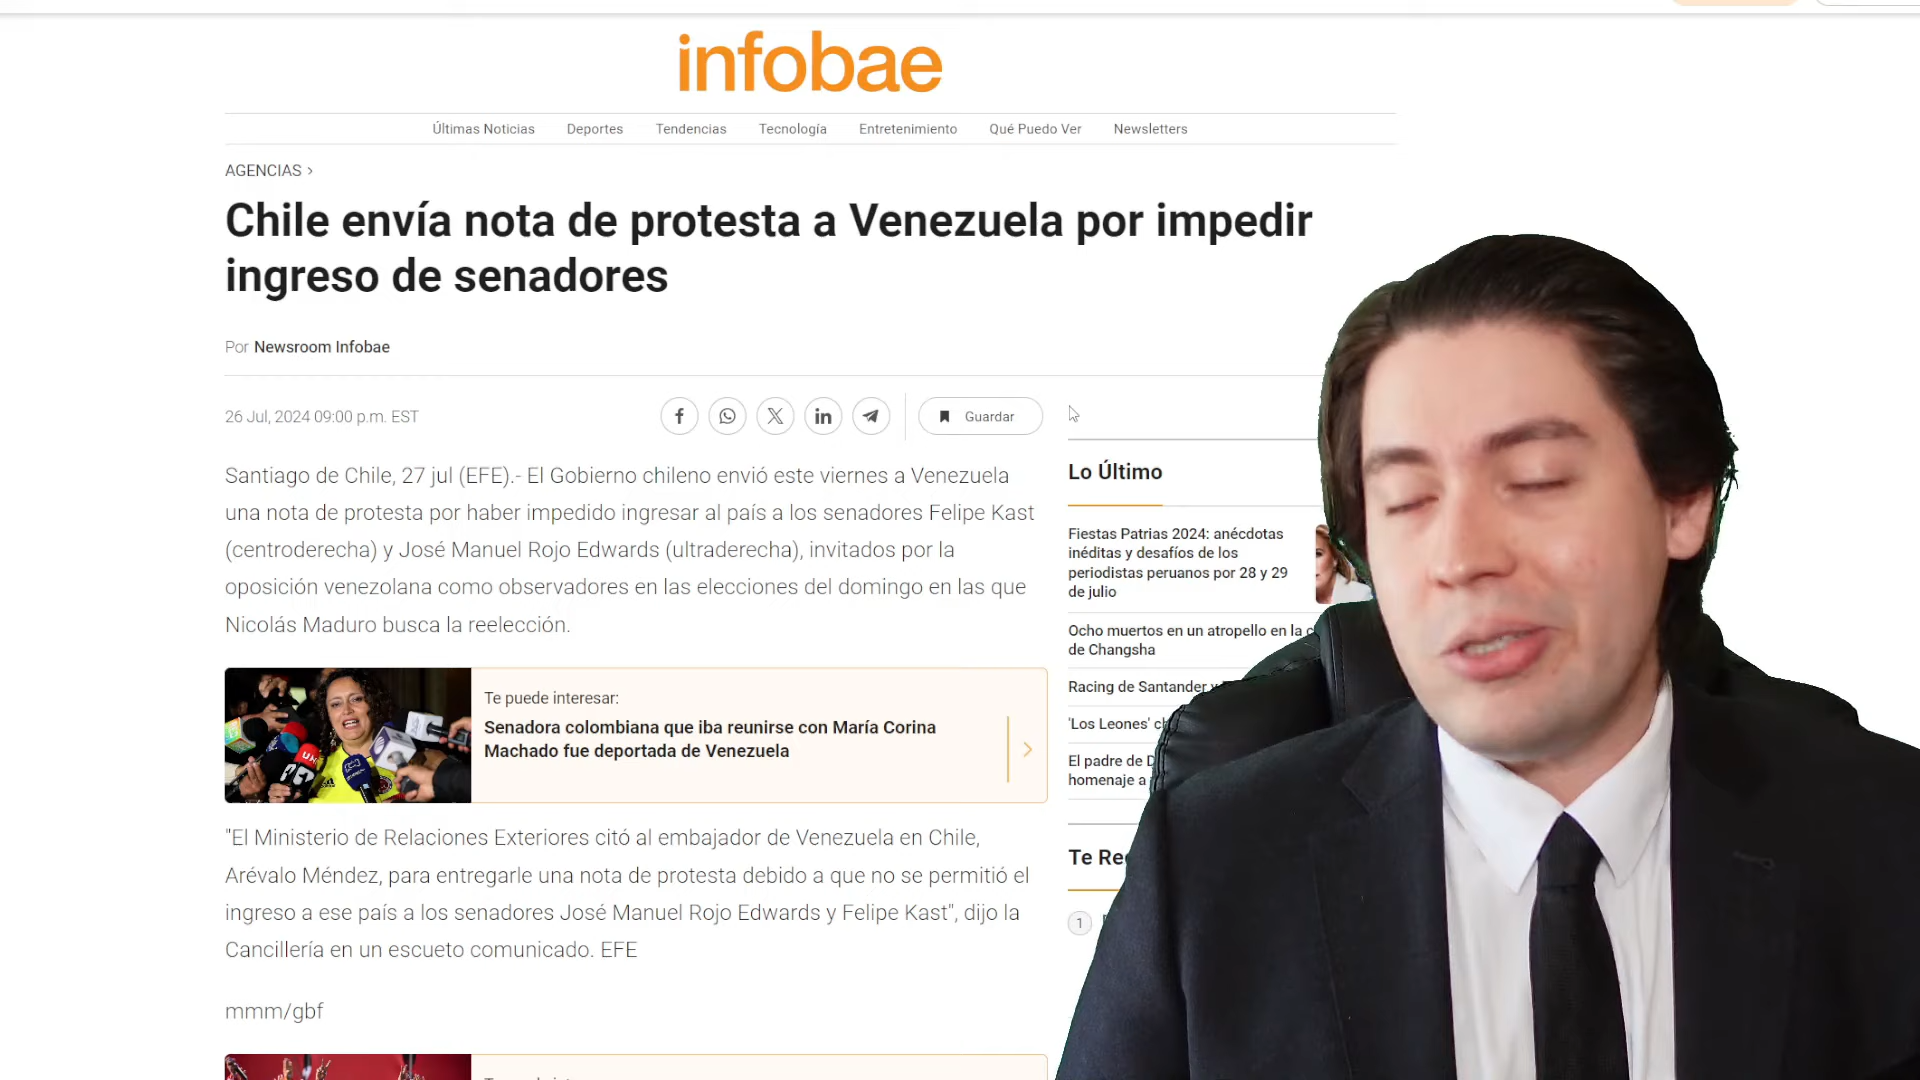 infobae
Últimas Noticias Deportes Tendencias Tecnología Entretenimiento Qué Puedo Ver Newsletters
AGENCIAS >
Chile envía nota de protesta a Venezuela por impedir
ingreso de senadores
Por Newsroom Infobae
26 Jul, 2024 09:00 p.m. EST
Guardar
Santiago de Chile, 27 jul (EFE).- El Gobierno chileno envió este viernes a Venezuela
una nota de protesta por haber impedido ingresar al país a los senadores Felipe Kast
(centroderecha) y José Manuel Rojo Edwards (ultraderecha), invitados por la
oposición venezolana como observadores en las elecciones del domingo en las que
Nicolás Maduro busca la reelección.
Te puede interesar:
Senadora colombiana que iba reunirse con María Corina
Machado fue deportada de Venezuela
"El Ministerio de Relaciones Exteriores citó al embajador de Venezuela en Chile,
Arévalo Méndez, para entregarle una nota de protesta debido a que no se permitió el
ingreso a ese país a los senadores José Manuel Rojo Edwards y Felipe Kast", dijo la
Cancillería en un escueto comunicado. EFE
mmm/gbf
Lo Último
Fiestas Patrias 2024: anécdotas
inéditas y desafíos de los
periodistas peruanos por 28 y 29
de julio
Ocho muertos en un atropello en la
de Changsha
Racing de Santander y
'Los Leones'
El padre de
homenaje a
Te
1